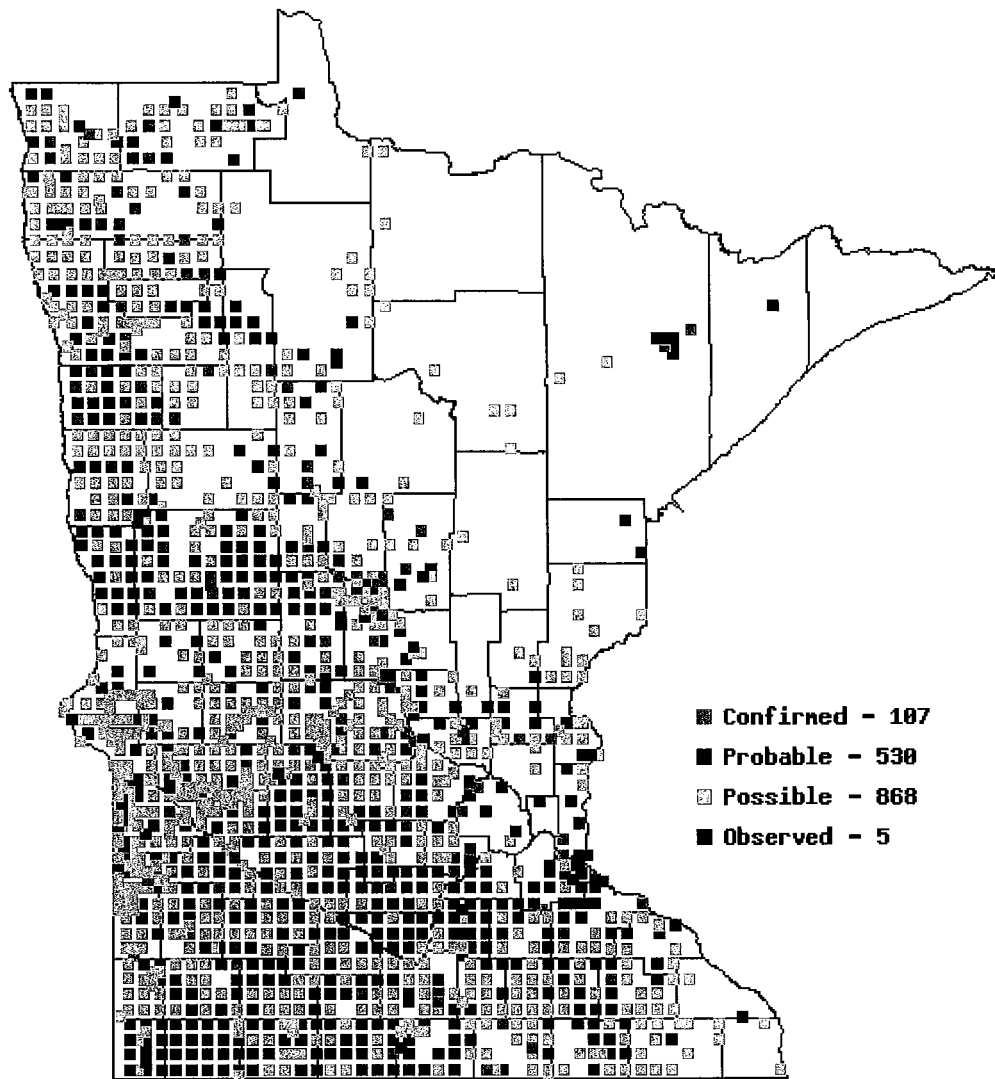 Confirmed - 107
Probable - 530
Possible - 868
Observed - 5